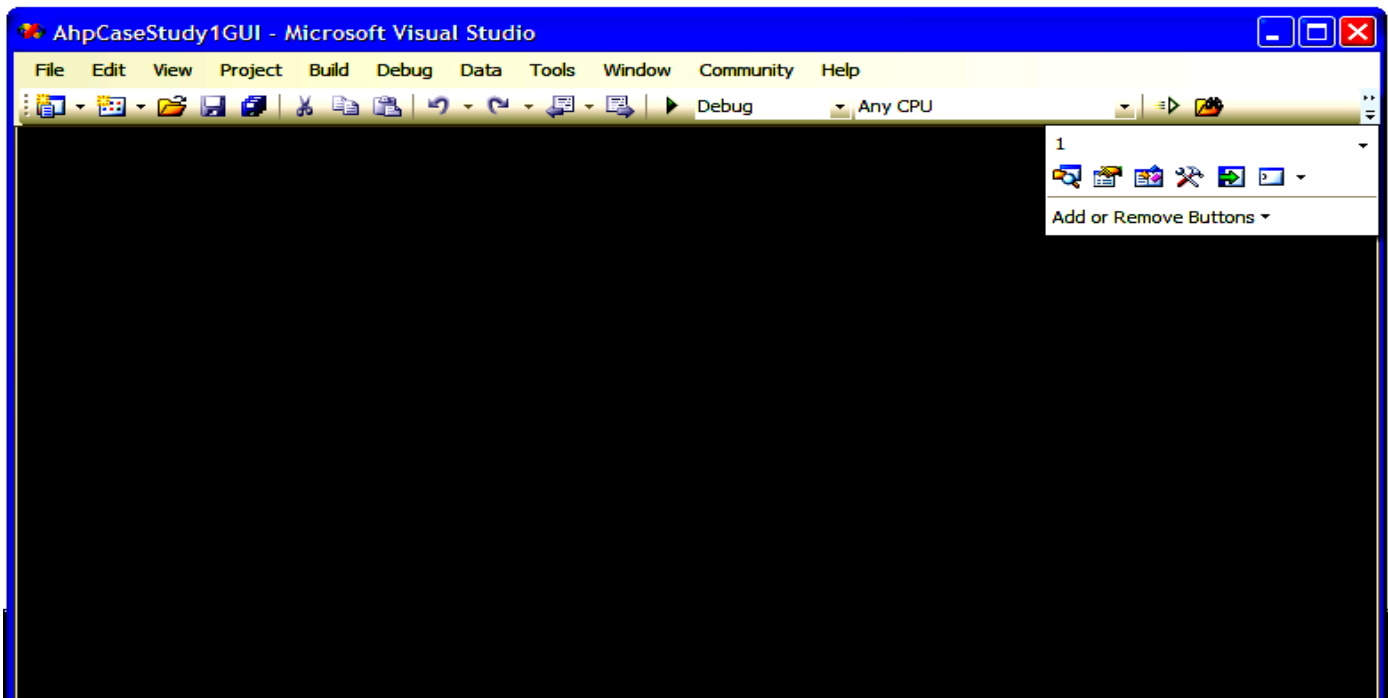 AhpCaseStudy1GUI - Microsoft Visual Studio
File Edit View Project Build Debug Data Tools Window Community Help
Debug Any CPU
1
Add or Remove Buttons